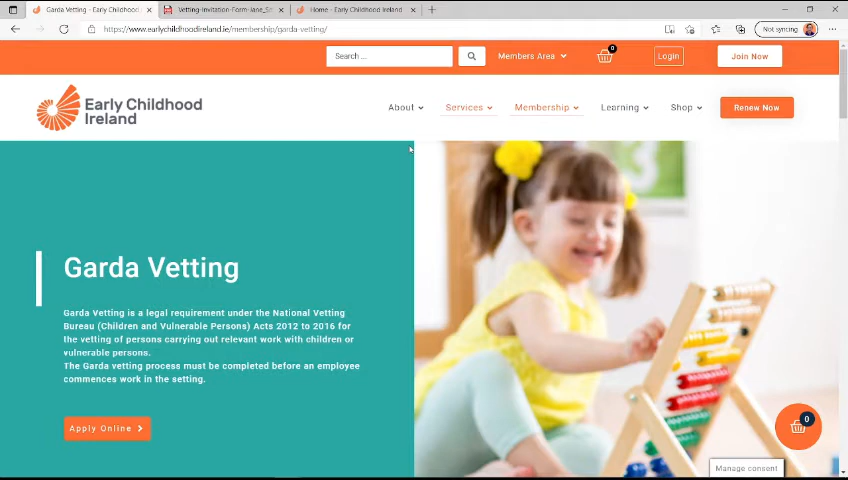 Garda Vetting - Early Childhood
Vetting-Invitation-Form-Jane_S
Home - Early Childhood Ireland
https://www.earlychildhoodireland.ie/membership/garda-vetting/
Not syncing
Search ...
Members Area
0
Login
Join Now
Early Childhood
Ireland
About
Services
Membership
Learning
Shop
Renew Now
Garda Vetting
Garda Vetting is a legal requirement under the National Vetting
Bureau (Children and Vulnerable Persons) Acts 2012 to 2016 for
the vetting of persons carrying out relevant work with children or
vulnerable persons.
The Garda vetting process must be completed before an employee
commences work in the setting.
Apply Online
0
Manage consent